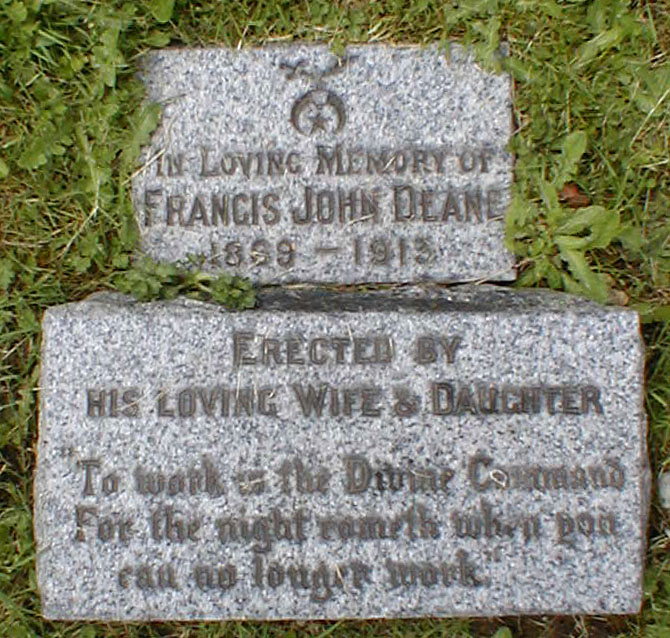 IN LOVING MEMORY OF
FRANCIS JOHN DEANE
1869 – 1913
ERECTED BY
HIS LOVING WIFE & DAUGHTER
"To work is the Divine Command
For the night cometh when you
can no longer work."